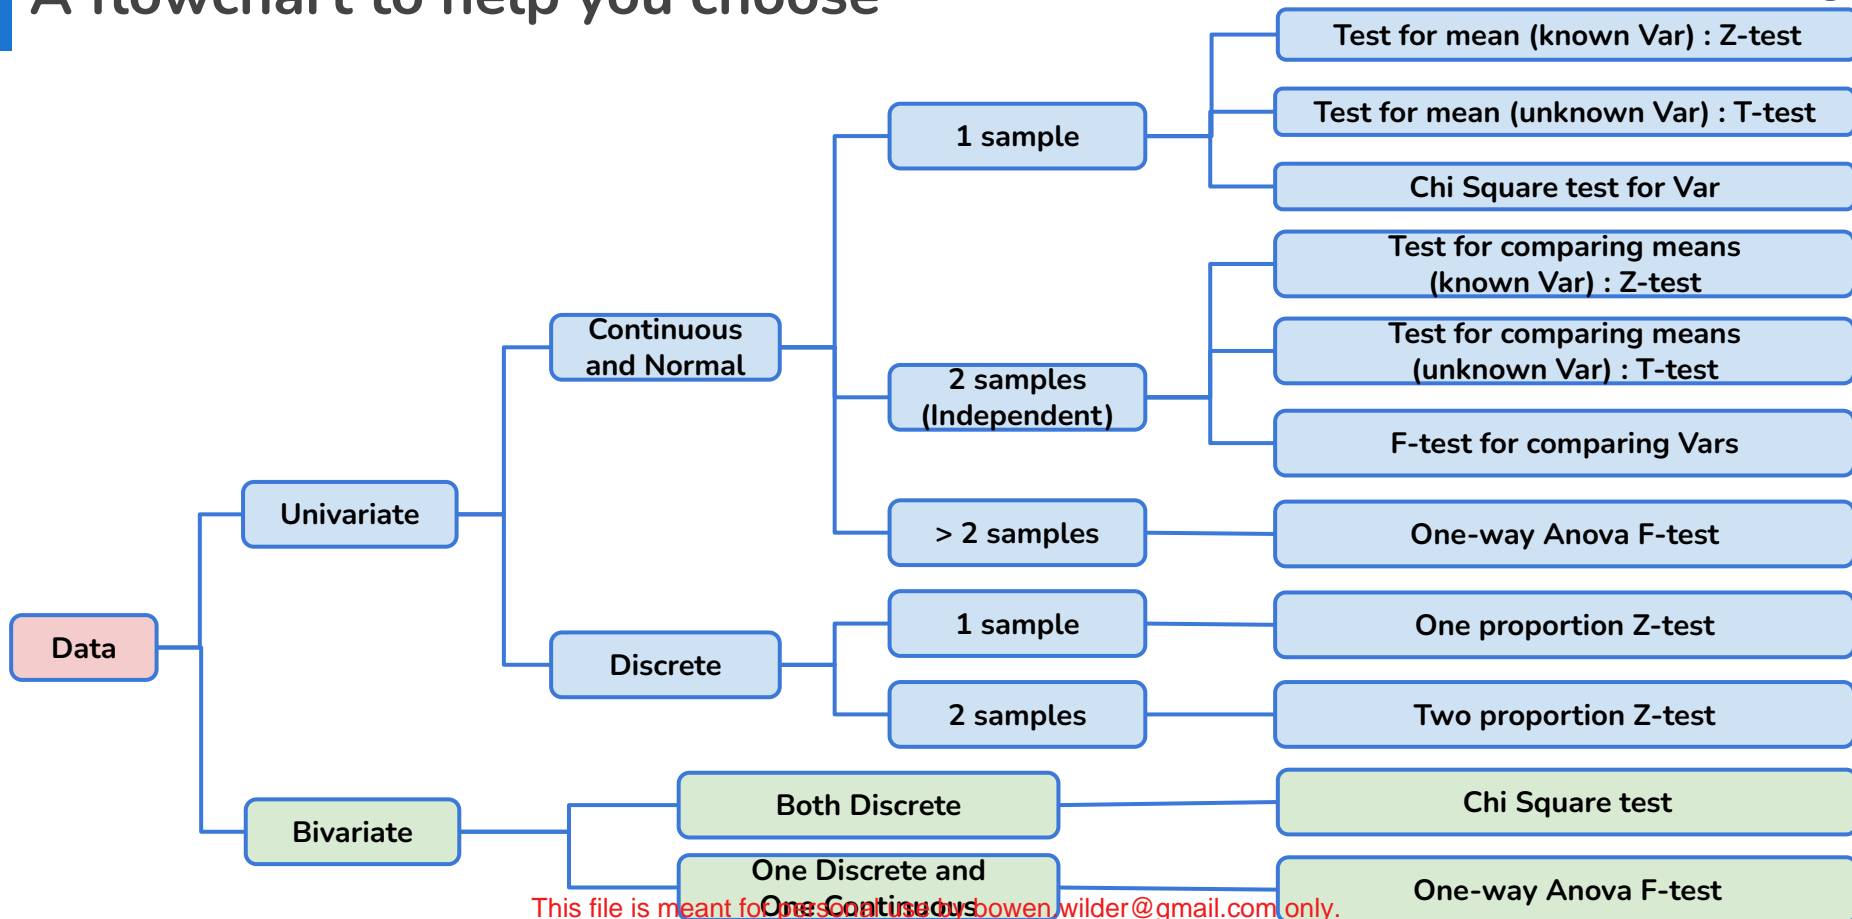 A flowchart to help you choose
Test for mean (known Var) : Z-test
1 sample
Test for mean (unknown Var) : T-test
Chi Square test for Var
Continuous
and Normal
2 samples
(Independent)
Test for comparing means
(known Var) : Z-test
Test for comparing means
(unknown Var) : T-test
F-test for comparing Vars
Univariate
> 2 samples
One-way Anova F-test
Data
Discrete
1 sample
One proportion Z-test
2 samples
Two proportion Z-test
Bivariate
Both Discrete
Chi Square test
One Discrete and
One Continuous
One-way Anova F-test
This file is meant for personal use by bowen.wilder@gmail.com only.